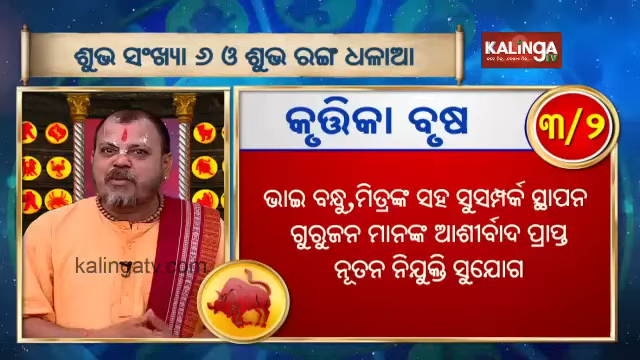 ଶୁଭ ସଂଖ୍ୟା ୬ ଓ ଶୁଭ ରଙ୍ଗ ଧଳାଆ
KALINGA TV
କୃତ୍ତିକା ବୃଷ
୩/୨
ଭାଇ ବନ୍ଧୁ,ମିତ୍ରଙ୍କ ସହ ସୁସମ୍ପର୍କ ସ୍ଥାପନ
ଗୁରୁଜନ ମାନଙ୍କ ଆଶୀର୍ବାଦ ପ୍ରାପ୍ତ
ନୂତନ ନିଯୁକ୍ତି ସୁଯୋଗ
kalingatv.com